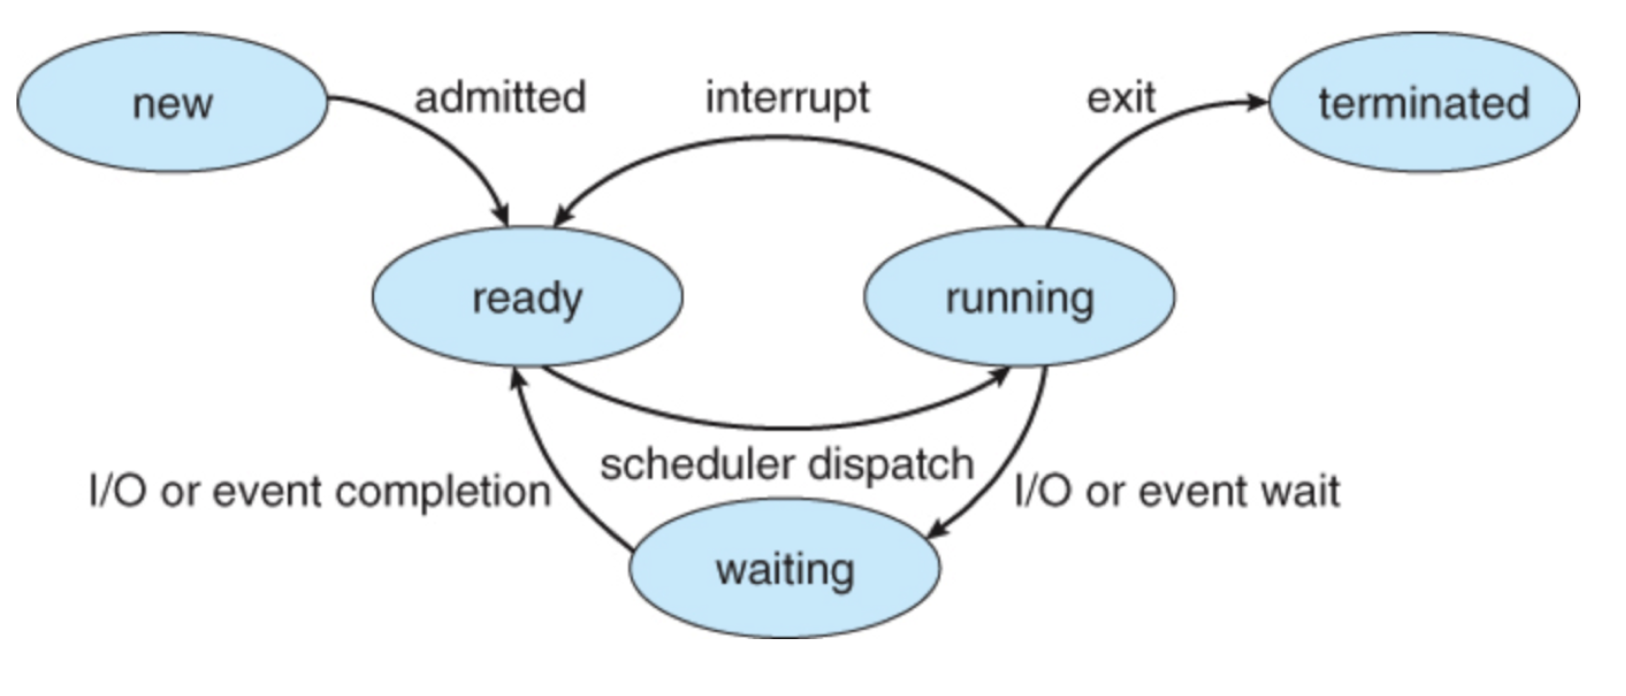 new
admitted
interrupt
exit
terminated
ready
running
scheduler dispatch
I/O or event completion
I/O or event wait
waiting